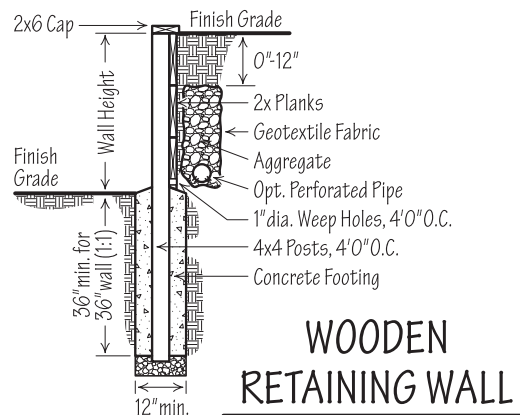 2x6 Cap
Finish Grade
0"-12"
Wall Height
2x Planks
Geotextile Fabric
Aggregate
Finish
Grade
Opt. Perforated Pipe
1"dia. Weep Holes, 4'0"O.C.
4x4 Posts, 4'0"O.C.
Concrete Footing
36"min. for
36"wall (1:1)
12"min.
WOODEN
RETAINING WALL